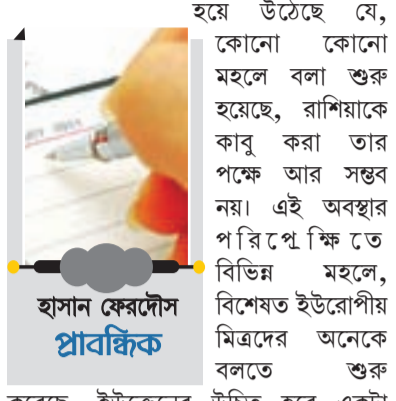 হয়ে উঠেছে যে,
কোনো কোনো
মহলে বলা শুরু
হয়েছে, রাশিয়াকে
কাবু করা তার
পক্ষে আর সম্ভব
নয়। এই অবস্থার
পরিপ্রেক্ষিতে
বিভিন্ন মহলে,
বিশেষত ইউরোপীয়
মিত্রদের অনেকে
বলতে শুরু
হাসান ফেরদৌস
প্রাবন্ধিক